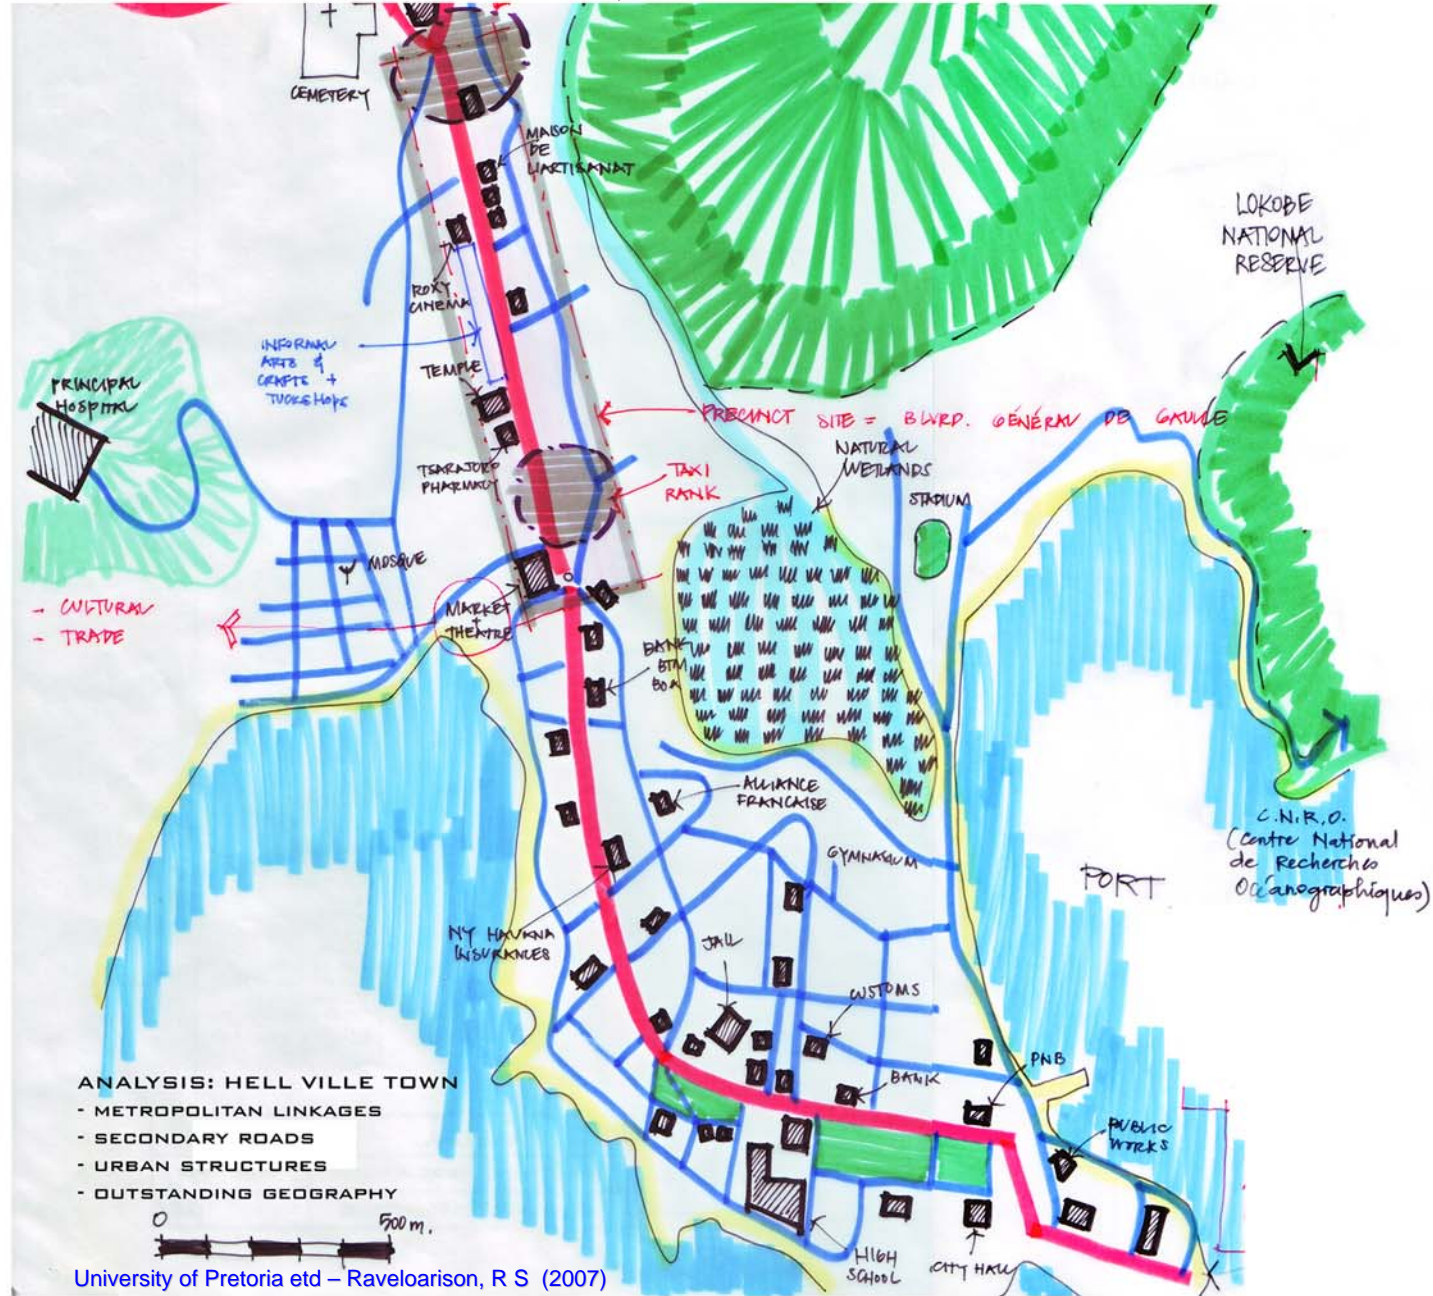 CEMETERY
MAISON
DE
L'ARTISANAT
LOKOBE
NATIONAL
RESERVE
ROXY
CINEMA
INFORMAL
ARTS &
CRAFTS +
TUCKSHOPS
TEMPLE
PRINCIPAL
HOSPITAL
PRECINCT SITE = BLVRD. GÉNÉRAL DE GAULLE
NATURAL
WETLANDS
TSARAJORO
PHARMACY
TAXI
RANK
STADIUM
MOSQUE
- CULTURAL
- TRADE
MARKET
+
THEATRE
BANK
BTM
BOA
ALLIANCE
FRANCAISE
C.N.R.O.
(Centre National
de Recherches
Océanographiques)
GYMNASIUM
PORT
NY HAVANA
INSURANCES
JAIL
CUSTOMS
PNB
BANK
PUBLIC
WORKS
ANALYSIS: HELL VILLE TOWN
- METROPOLITAN LINKAGES
- SECONDARY ROADS
- URBAN STRUCTURES
- OUTSTANDING GEOGRAPHY
0 500m.
HIGH
SCHOOL
CITY HALL
University of Pretoria etd – Raveloarison, R S (2007)